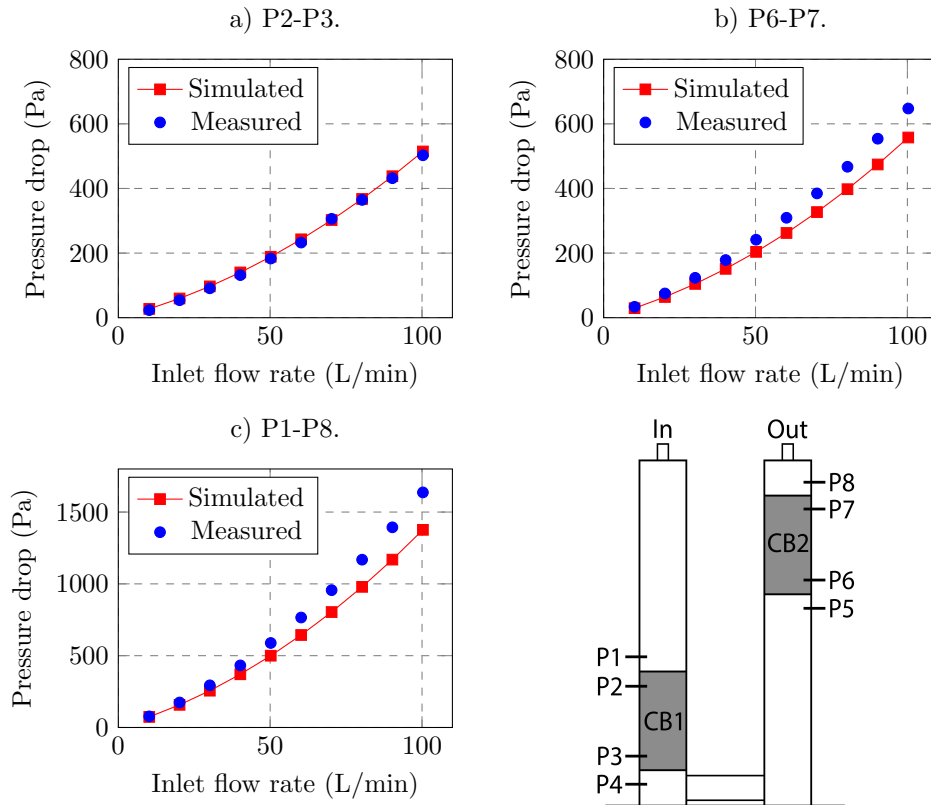 a) P2-P3.
800
600
400
200
0
0
50
100
Pressure drop (Pa)
Inlet flow rate (L/min)
Simulated
Measured
b) P6-P7.
800
600
400
200
0
0
50
100
Pressure drop (Pa)
Inlet flow rate (L/min)
Simulated
Measured
c) P1-P8.
1500
1000
500
0
0
50
100
Pressure drop (Pa)
Inlet flow rate (L/min)
Simulated
Measured
In
Out
P8
P7
CB2
P6
P5
P1
P2
CB1
P3
P4